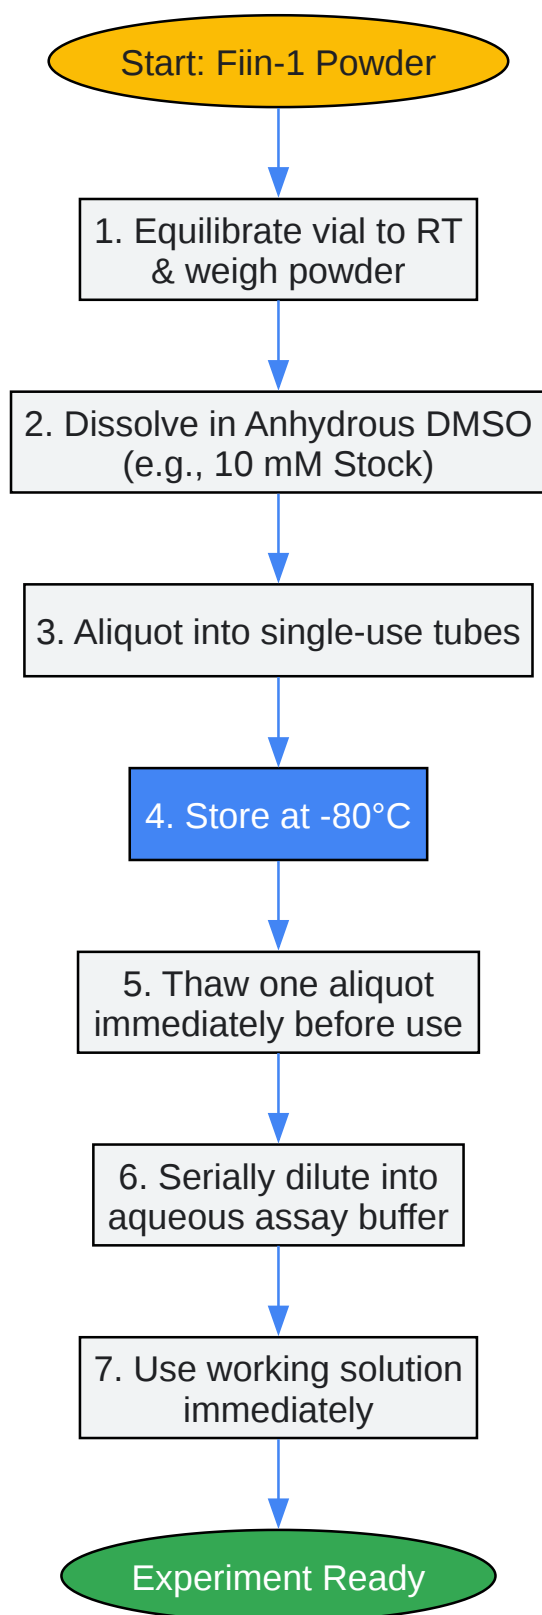 Start: Fiin-1 Powder
1. Equilibrate vial to RT
& weigh powder
2. Dissolve in Anhydrous DMSO
(e.g., 10 mM Stock)
3. Aliquot into single-use tubes
4. Store at -80°C
5. Thaw one aliquot
immediately before use
6. Serially dilute into
aqueous assay buffer
7. Use working solution
immediately
Experiment Ready